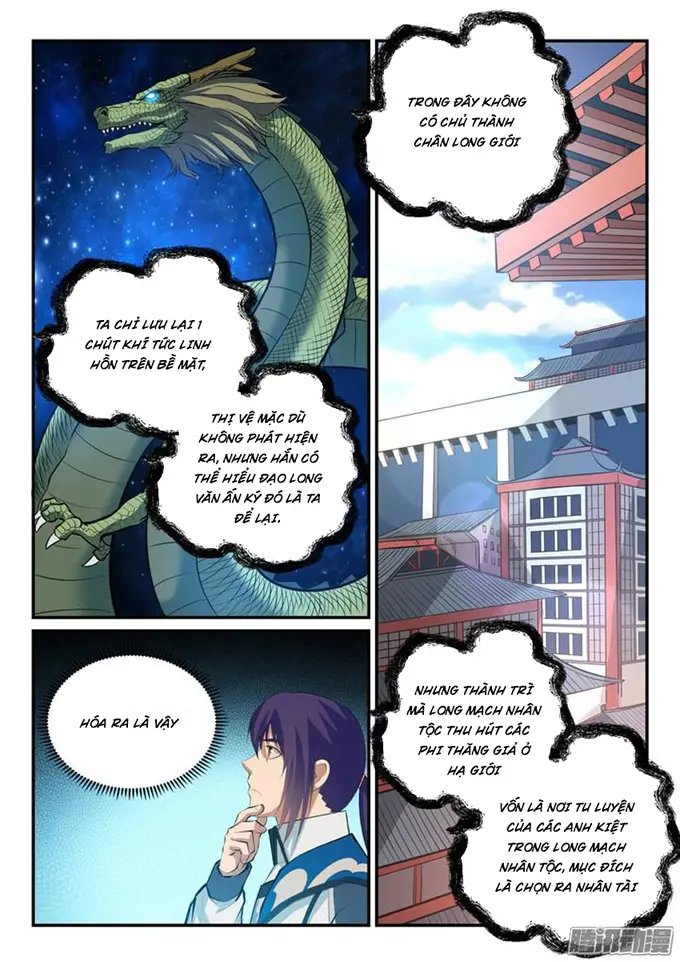 TA CHỈ LƯU LẠI 1
CHÚT KHÍ TỨC LINH
HỒN TRÊN BỀ MẶT,
THỊ VỆ MẶC DÙ
KHÔNG PHÁT HIỆN
RA, NHƯNG HẮN CÓ
THỂ HIỂU ĐẠO LONG
VĂN ẤN KÝ ĐÓ LÀ TA
ĐỂ LẠI.
TRONG ĐÂY KHÔNG
CÓ CHỦ THÀNH
CHÂN LONG GIỚI
NHƯNG THÀNH TRÌ
MÀ LONG MẠCH NHÂN
TỘC THU HÚT CÁC
PHI THĂNG GIẢ Ở
HẠ GIỚI
VỐN LÀ NƠI TU LUYỆN
CỦA CÁC ANH KIỆT
TRONG LONG MẠCH
NHÂN TỘC, MỤC ĐÍCH
LÀ CHỌN RA NHÂN TÀI
HÓA RA LÀ VẬY
腾讯动漫